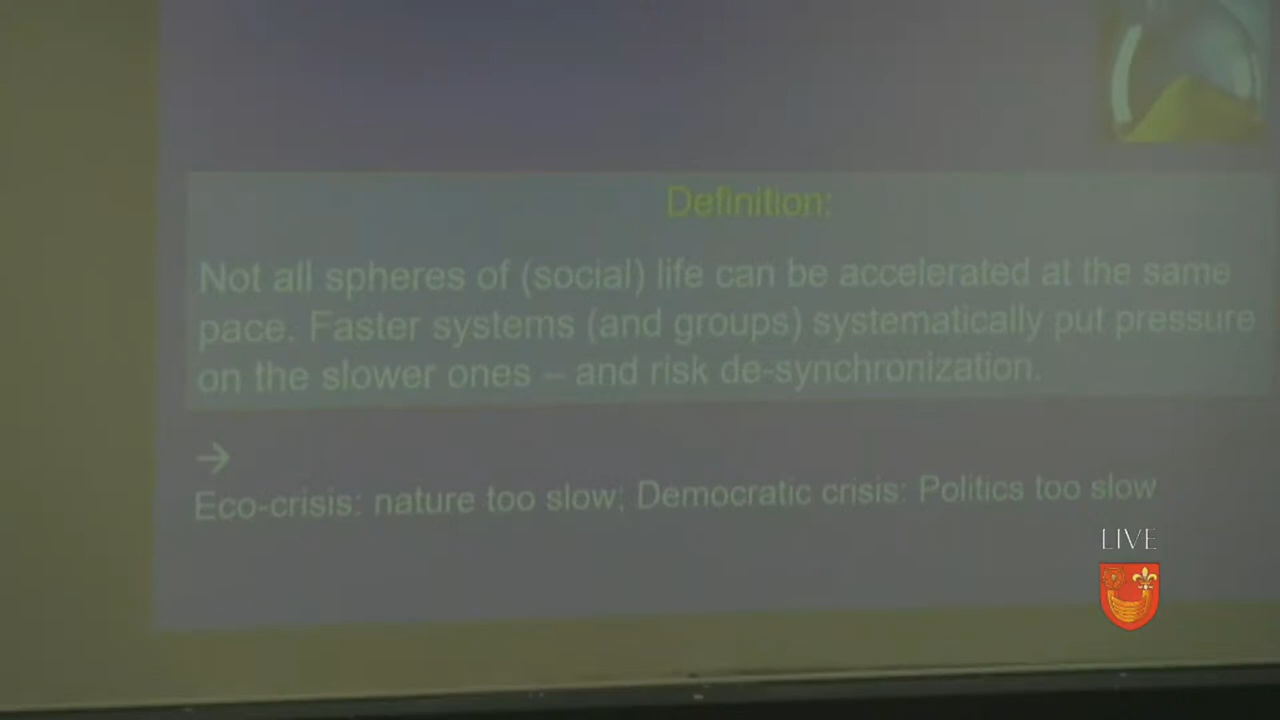 Definition:
Not all spheres of (social) life can be accelerated at the same
pace. Faster systems (and groups) systematically put pressure
on the slower ones – and risk de-synchronization.
→
Eco-crisis: nature too slow; Democratic crisis: Politics too slow
LIVE